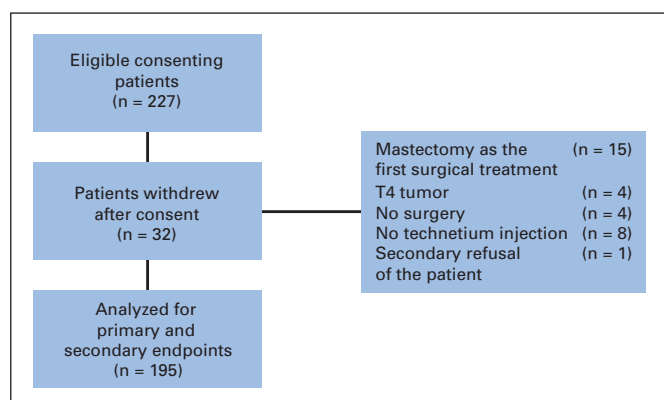 Eligible consenting
patients
(n = 227)
Patients withdrew
after consent
(n = 32)
Mastectomy as the (n = 15)
first surgical treatment
T4 tumor (n = 4)
No surgery (n = 4)
No technetium injection (n = 8)
Secondary refusal (n = 1)
of the patient
Analyzed for
primary and
secondary endpoints
(n = 195)